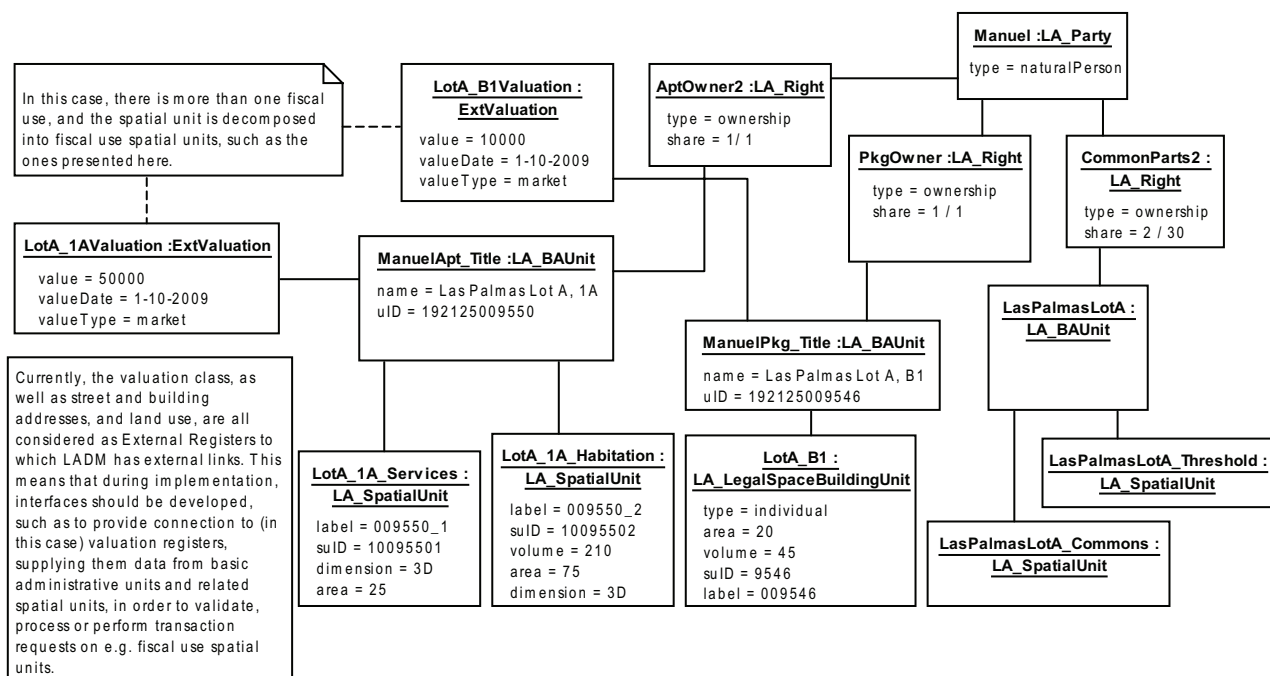 Manuel :LA_Party
type = naturalPerson
In this case, there is more than one fiscal
use, and the spatial unit is decomposed
into fiscal use spatial units, such as the
ones presented here.
LotA_B1Valuation :
ExtValuation
value = 10000
valueDate = 1-10-2009
valueType = market
AptOwner2 :LA_Right
type = ownership
share = 1/ 1
PkgOwner :LA_Right
type = ownership
share = 1 / 1
CommonParts2 :
LA_Right
type = ownership
share = 2 / 30
LotA_1AValuation :ExtValuation
value = 50000
valueDate = 1-10-2009
valueType = market
ManuelApt_Title :LA_BAUnit
name = Las Palmas Lot A, 1A
uID = 192125009550
ManuelPkg_Title :LA_BAUnit
name = Las Palmas Lot A, B1
uID = 192125009546
LasPalmasLotA :
LA_BAUnit
Currently, the valuation class, as
well as street and building
addresses, and land use, are all
considered as External Registers to
which LADM has external links. This
means that during implementation,
interfaces should be developed,
such as to provide connection to (in
this case) valuation registers,
supplying them data from basic
administrative units and related
spatial units, in order to validate,
process or perform transaction
requests on e.g. fiscal use spatial
units.
LotA_1A_Services :
LA_SpatialUnit
label = 009550_1
suID = 10095501
dimension = 3D
area = 25
LotA_1A_Habitation :
LA_SpatialUnit
label = 009550_2
suID = 10095502
volume = 210
area = 75
dimension = 3D
LotA_B1 :
LA_LegalSpaceBuildingUnit
type = individual
area = 20
volume = 45
suID = 9546
label = 009546
LasPalmasLotA_Threshold :
LA_SpatialUnit
LasPalmasLotA_Commons :
LA_SpatialUnit